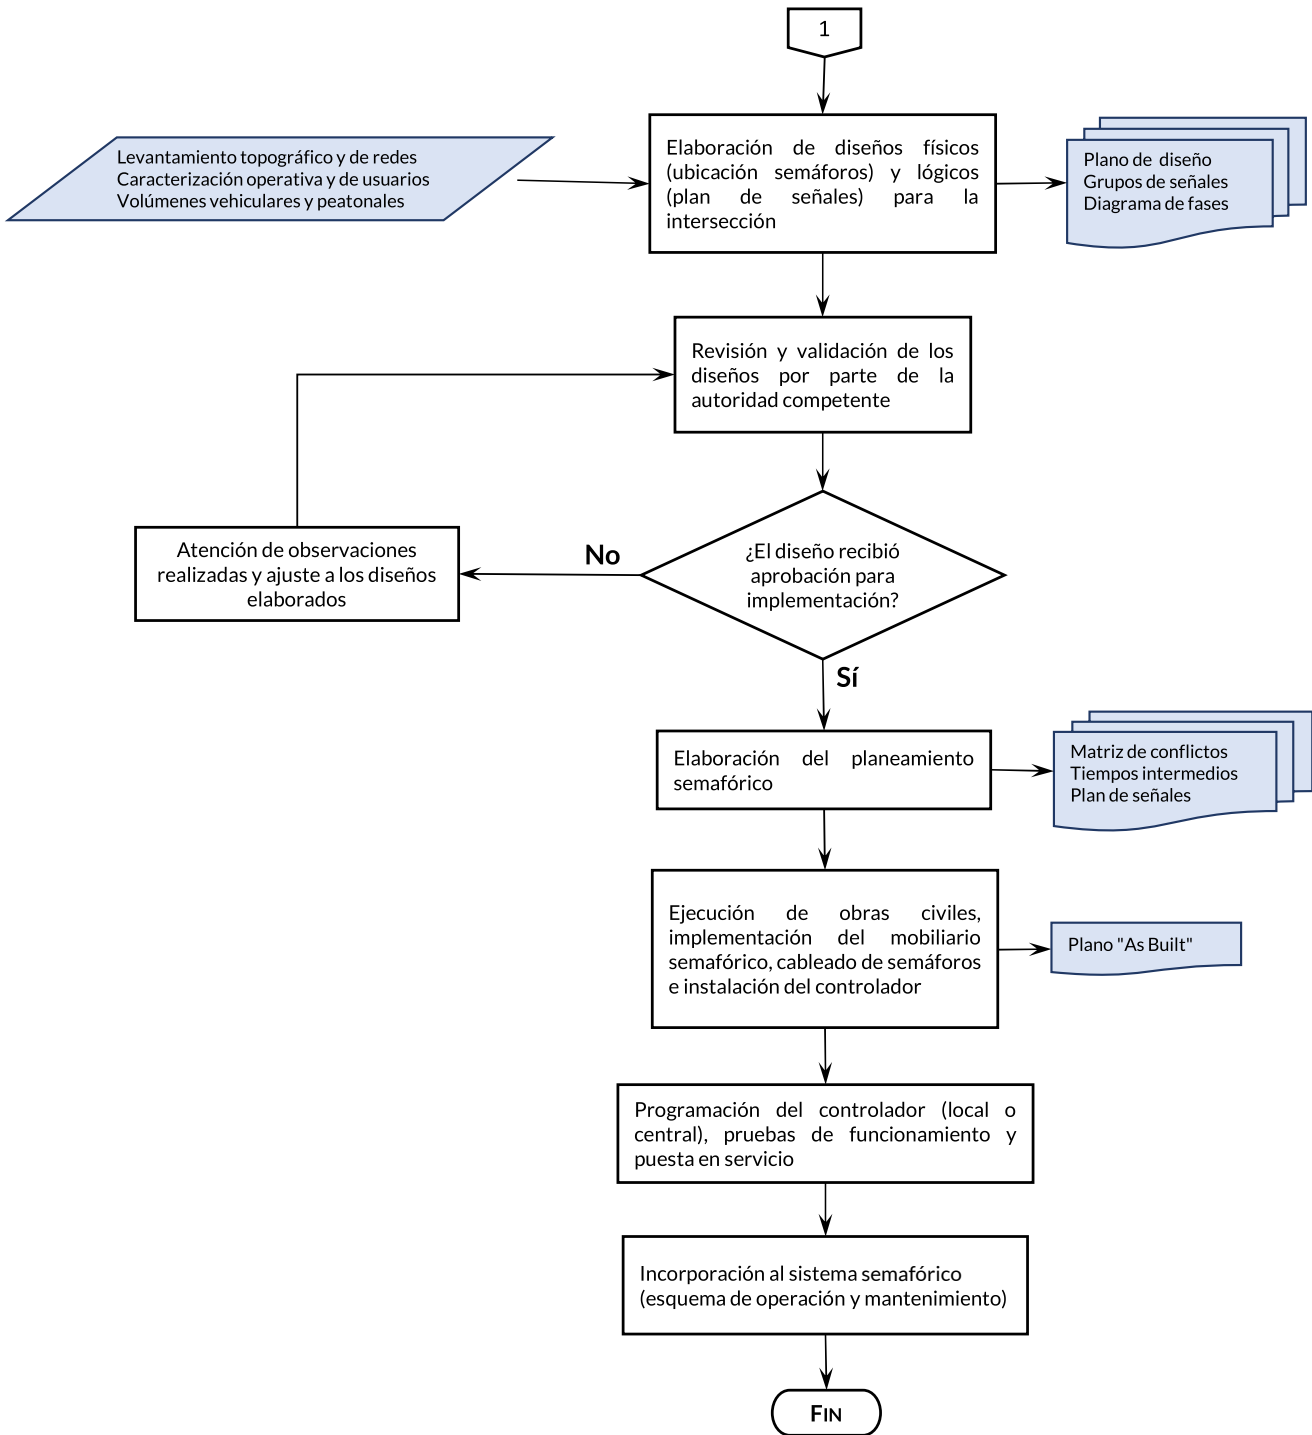 1
Levantamiento topográfico y de redes
Caracterización operativa y de usuarios
Volúmenes vehiculares y peatonales
Elaboración de diseños físicos
(ubicación semáforos) y lógicos
(plan de señales) para la
intersección
Plano de diseño
Grupos de señales
Diagrama de fases
Revisión y validación de los
diseños por parte de la
autoridad competente
Atención de observaciones
realizadas y ajuste a los diseños
elaborados
No
¿El diseño recibió
aprobación para
implementación?
Sí
Elaboración del planeamiento
semafórico
Matriz de conflictos
Tiempos intermedios
Plan de señales
Ejecución de obras civiles,
implementación del mobiliario
semafórico, cableado de semáforos
e instalación del controlador
Plano "As Built"
Programación del controlador (local o
central), pruebas de funcionamiento y
puesta en servicio
Incorporación al sistema semafórico
(esquema de operación y mantenimiento)
FIN